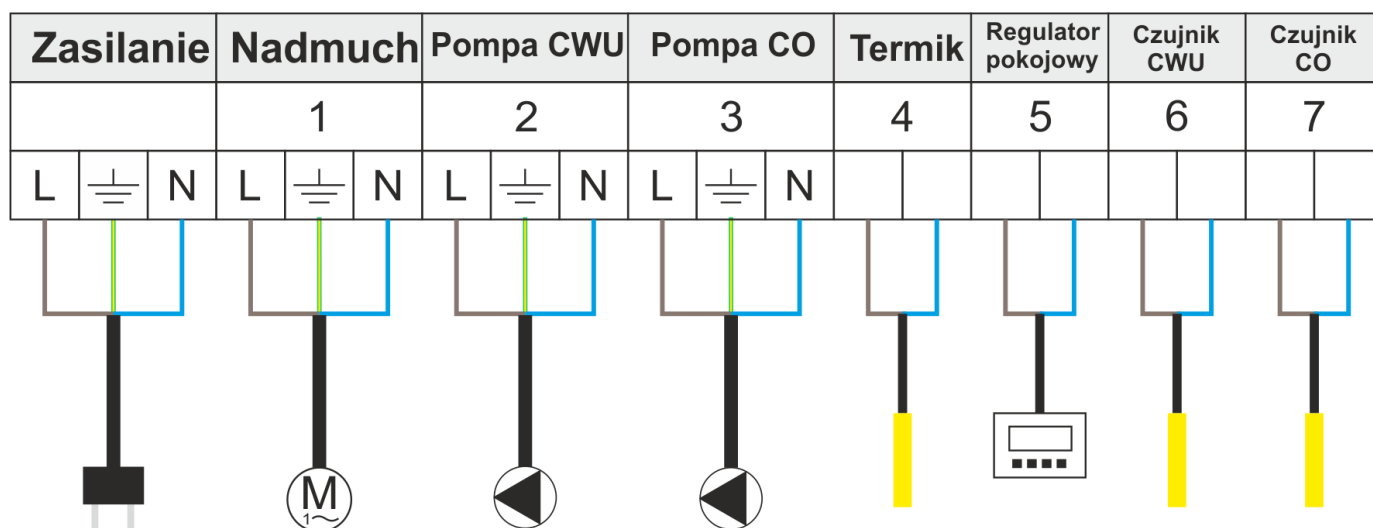 Zasilanie Nadmuch Pompa CWU Pompa CO Termik Regulator pokojowy Czujnik CWU Czujnik CO
1 2 3 4 5 6 7
L N L N L N L N
M
1~